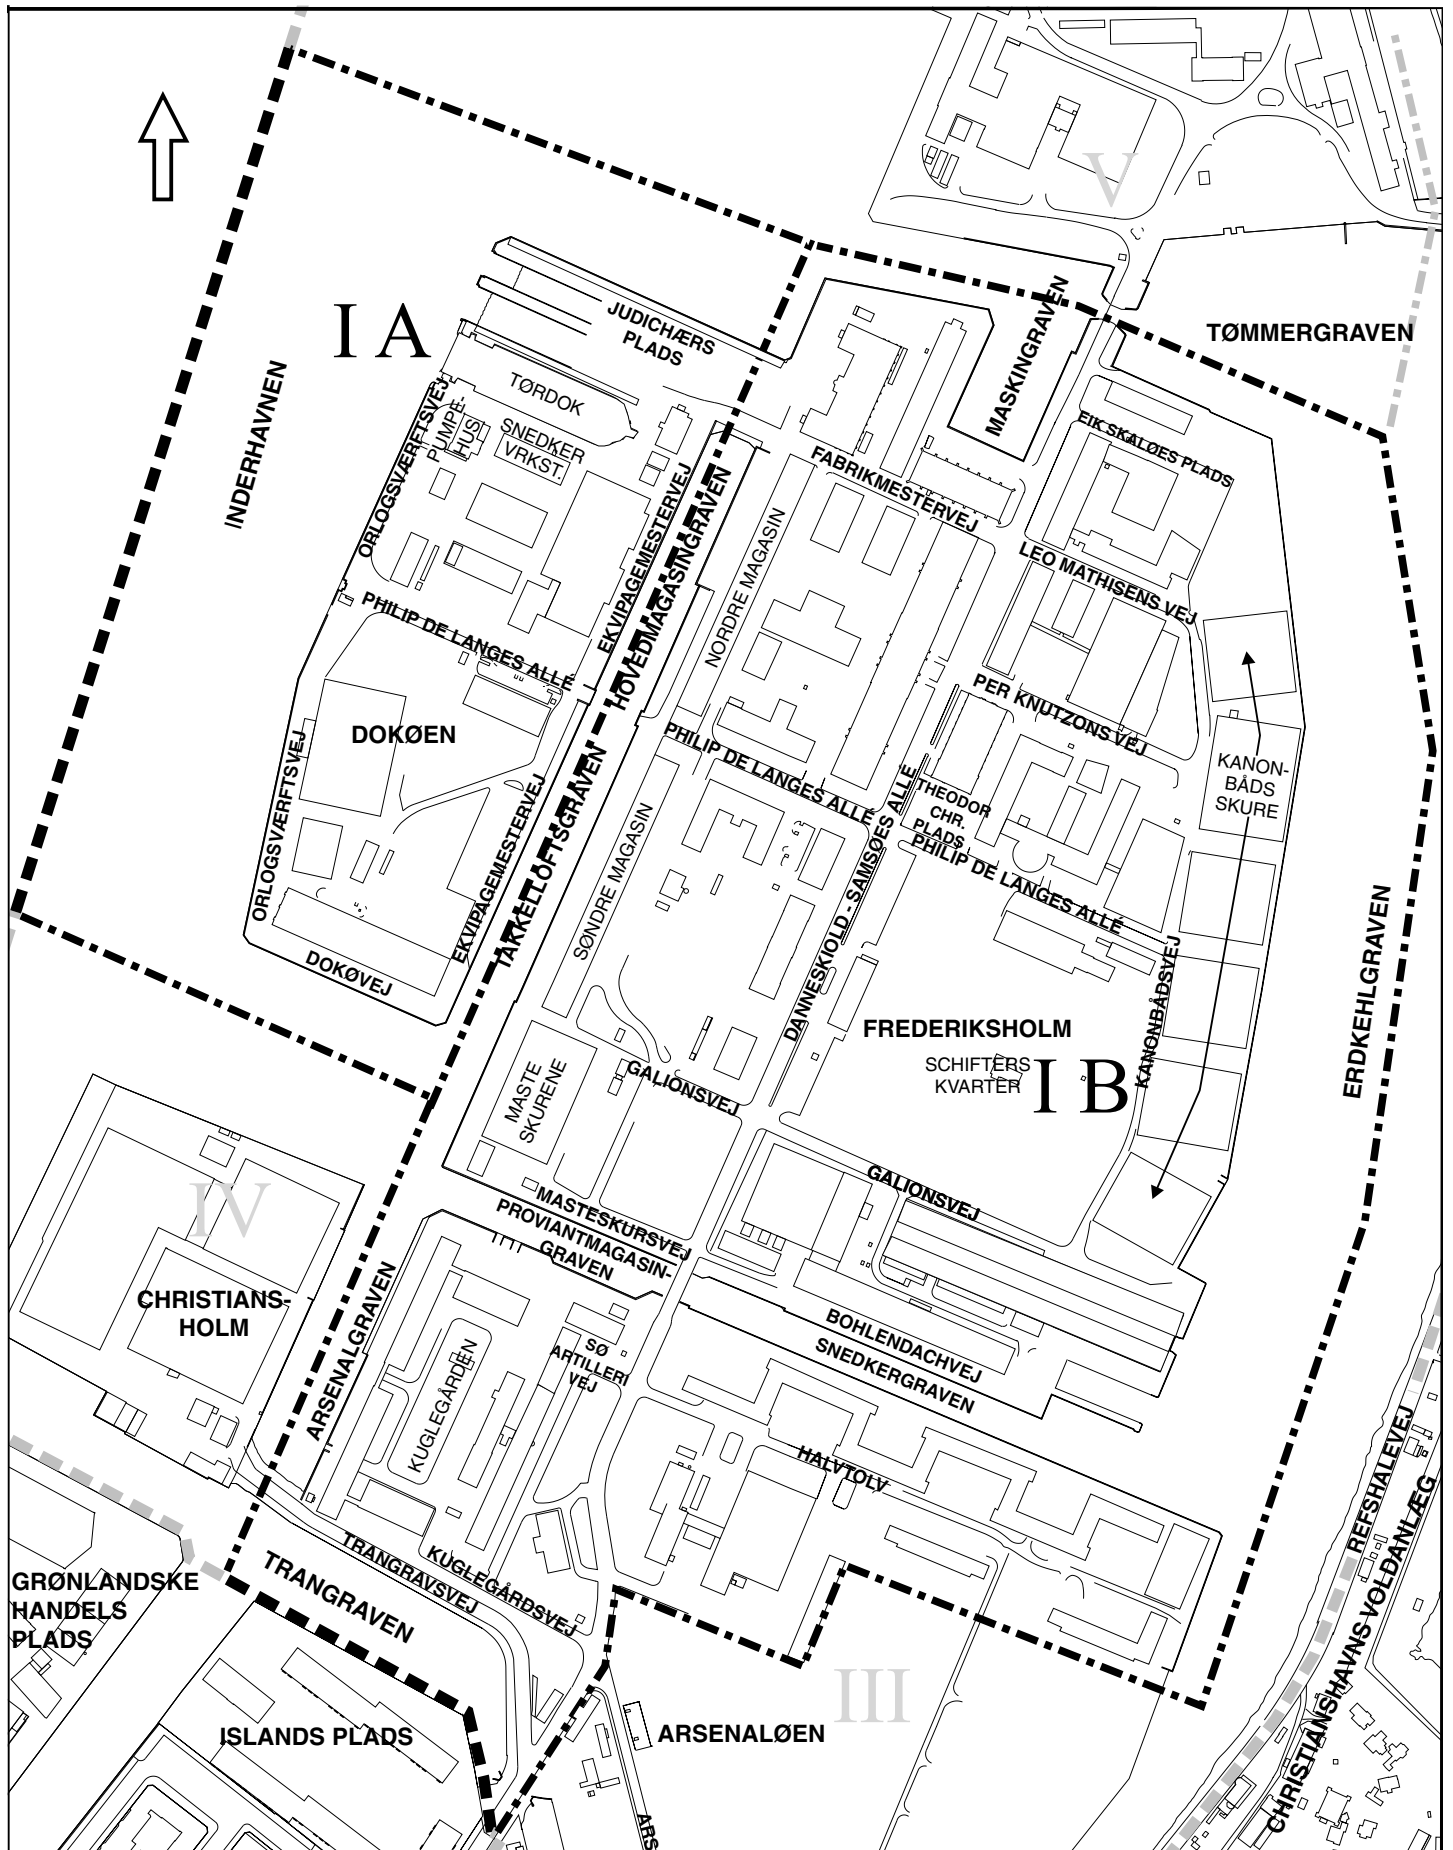 V
I A
JUDICHÆRS
PLADS
MASKINGRAVEN
TØMMERGRAVEN
INDERHAVNEN
ORLOGSVÆRFTSVEJ
PUMPE-
HUS
TØRDOK
SNEDKER
VRKST.
EKVIPAGEMESTERVEJ
HOVEDMAGASINGRAVEN
NORDRE MAGASIN
FABRIKMESTERVEJ
EIK SKALØES PLADS
LEO MATHISENS VEJ
PHILIP DE LANGES ALLÉ
DOKØEN
ORLOGSVÆRFTSVEJ
EKVIPAGEMESTERVEJ
TAKKELLOFTSGRAVEN
SØNDRE MAGASIN
PHILIP DE LANGES ALLÉ
PER KNUTZONS VEJ
KANON-
BÅDS
SKURE
THEODOR
CHR.
PLADS
DANNESKIOLD - SAMSØES ALLÉ
PHILIP DE LANGES ALLÉ
DOKØVEJ
KANONBÅDSVEJ
ERDKEHLGRAVEN
FREDERIKSHOLM
SCHIFTERS
KVARTER
I B
MASTE
SKURENE
GALIONSVEJ
GALIONSVEJ
IV
CHRISTIANS-
HOLM
ARSENALGRAVEN
MASTESKURSVEJ
PROVIANTMAGASIN-
GRAVEN
BOHLENDACHVEJ
SNEDKERGRAVEN
SØ
ARTILLERI
VEJ
KUGLEGÅRDEN
HALVTOLV
REFSHALEVEJ
CHRISTIANSHAVNS VOLDANLÆG
TRANGRAVSVEJ
KUGLEGÅRDSVEJ
TRANGRAVEN
GRØNLANDSKE
HANDELS
PLADS
ISLANDS PLADS
III
ARSENALØEN
ARS